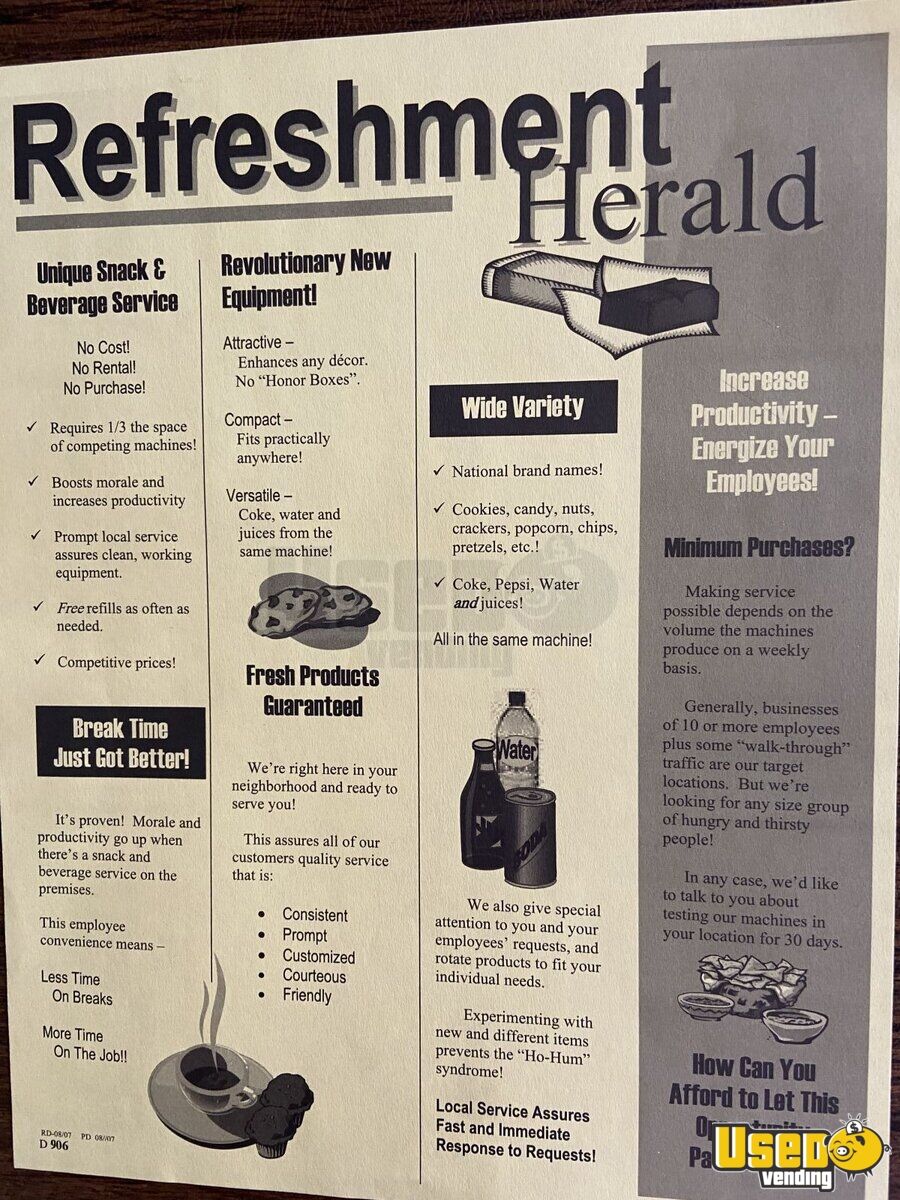 Refreshment
Herald
Unique Snack &
Beverage Service
No Cost!
No Rental!
No Purchase!
✓ Requires 1/3 the space
of competing machines!
✓ Boosts morale and
increases productivity
✓ Prompt local service
assures clean, working
equipment.
✓ Free refills as often as
needed.
✓ Competitive prices!
Break Time
Just Got Better!
It's proven! Morale and
productivity go up when
there's a snack and
beverage service on the
premises.
This employee
convenience means –
Less Time
On Breaks
More Time
On The Job!!
RD-08/07 PD 08//07
D 906
Revolutionary New
Equipment!
Attractive –
Enhances any décor.
No “Honor Boxes”.
Compact –
Fits practically
anywhere!
Versatile –
Coke, water and
juices from the
same machine!
Fresh Products
Guaranteed
We're right here in your
neighborhood and ready to
serve you!
This assures all of our
customers quality service
that is:
• Consistent
• Prompt
• Customized
• Courteous
• Friendly
Wide Variety
✓ National brand names!
✓ Cookies, candy, nuts,
crackers, popcorn, chips,
pretzels, etc.!
✓ Coke, Pepsi, Water
and juices!
All in the same machine!
Water
SODA
We also give special
attention to you and your
employees' requests, and
rotate products to fit your
individual needs.
Experimenting with
new and different items
prevents the “Ho-Hum”
syndrome!
Local Service Assures
Fast and Immediate
Response to Requests!
Increase
Productivity –
Energize Your
Employees!
Minimum Purchases?
Making service
possible depends on the
volume the machines
produce on a weekly
basis.
Generally, businesses
of 10 or more employees
plus some “walk-through”
traffic are our target
locations. But we're
looking for any size group
of hungry and thirsty
people!
In any case, we'd like
to talk to you about
testing our machines in
your location for 30 days.
How Can You
Afford to Let This
Used
vending
Used
vending